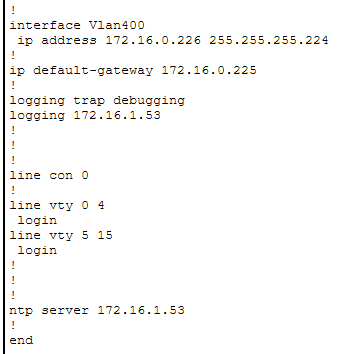 !
interface Vlan400
 ip address 172.16.0.226 255.255.255.224
!
ip default-gateway 172.16.0.225
!
logging trap debugging
logging 172.16.1.53
!
!
!
line con 0
!
line vty 0 4
 login
line vty 5 15
 login
!
!
!
ntp server 172.16.1.53
!
end